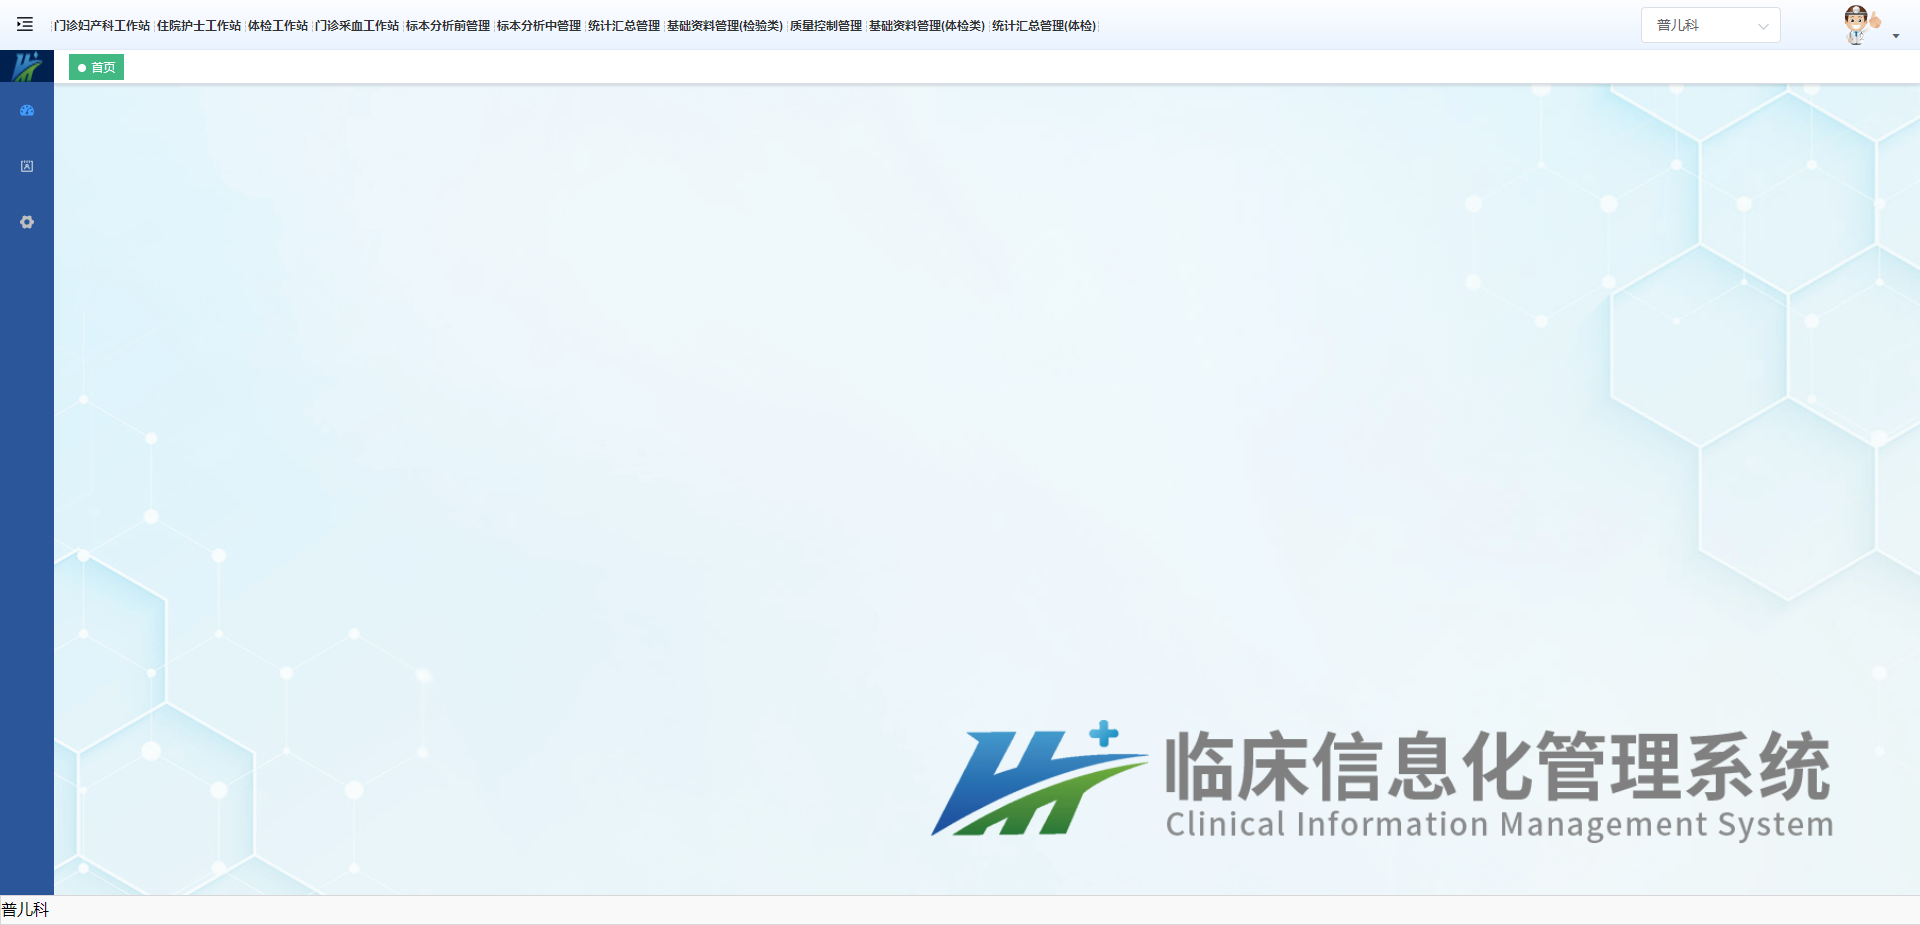 门诊妇产科工作站 住院护士工作站 体检工作站 门诊采血工作站 标本分析前管理 标本分析中管理 统计汇总管理 基础资料管理(检验类) 质量控制管理 基础资料管理(体检类) 统计汇总管理(体检) 普儿科
首页
临床信息化管理系统
Clinical Information Management System
普儿科